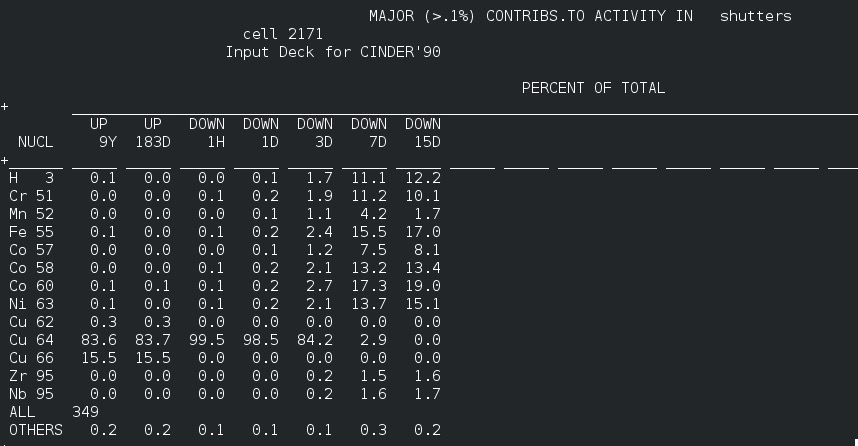 MAJOR (>.1%) CONTRIBS.TO ACTIVITY IN   shutters
cell 2171
Input Deck for CINDER'90
PERCENT OF TOTAL
+
UP   UP   DOWN   DOWN   DOWN   DOWN   DOWN
NUCL   9Y   183D   1H   1D   3D   7D   15D
+
H   3   0.1   0.0   0.0   0.1   1.7   11.1   12.2
Cr 51   0.0   0.0   0.1   0.2   1.9   11.2   10.1
Mn 52   0.0   0.0   0.0   0.1   1.1   4.2   1.7
Fe 55   0.1   0.0   0.1   0.2   2.4   15.5   17.0
Co 57   0.0   0.0   0.0   0.1   1.2   7.5   8.1
Co 58   0.0   0.0   0.1   0.2   2.1   13.2   13.4
Co 60   0.1   0.1   0.1   0.2   2.7   17.3   19.0
Ni 63   0.1   0.0   0.1   0.2   2.1   13.7   15.1
Cu 62   0.3   0.3   0.0   0.0   0.0   0.0   0.0
Cu 64   83.6   83.7   99.5   98.5   84.2   2.9   0.0
Cu 66   15.5   15.5   0.0   0.0   0.0   0.0   0.0
Zr 95   0.0   0.0   0.0   0.0   0.2   1.5   1.6
Nb 95   0.0   0.0   0.0   0.0   0.2   1.6   1.7
ALL   349
OTHERS   0.2   0.2   0.1   0.1   0.1   0.3   0.2